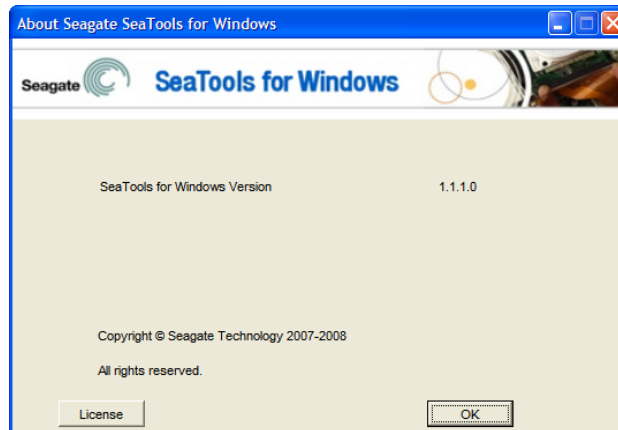 About Seagate SeaTools for Windows
Seagate SeaTools for Windows
SeaTools for Windows Version 1.1.1.0
Copyright © Seagate Technology 2007-2008
All rights reserved.
License OK